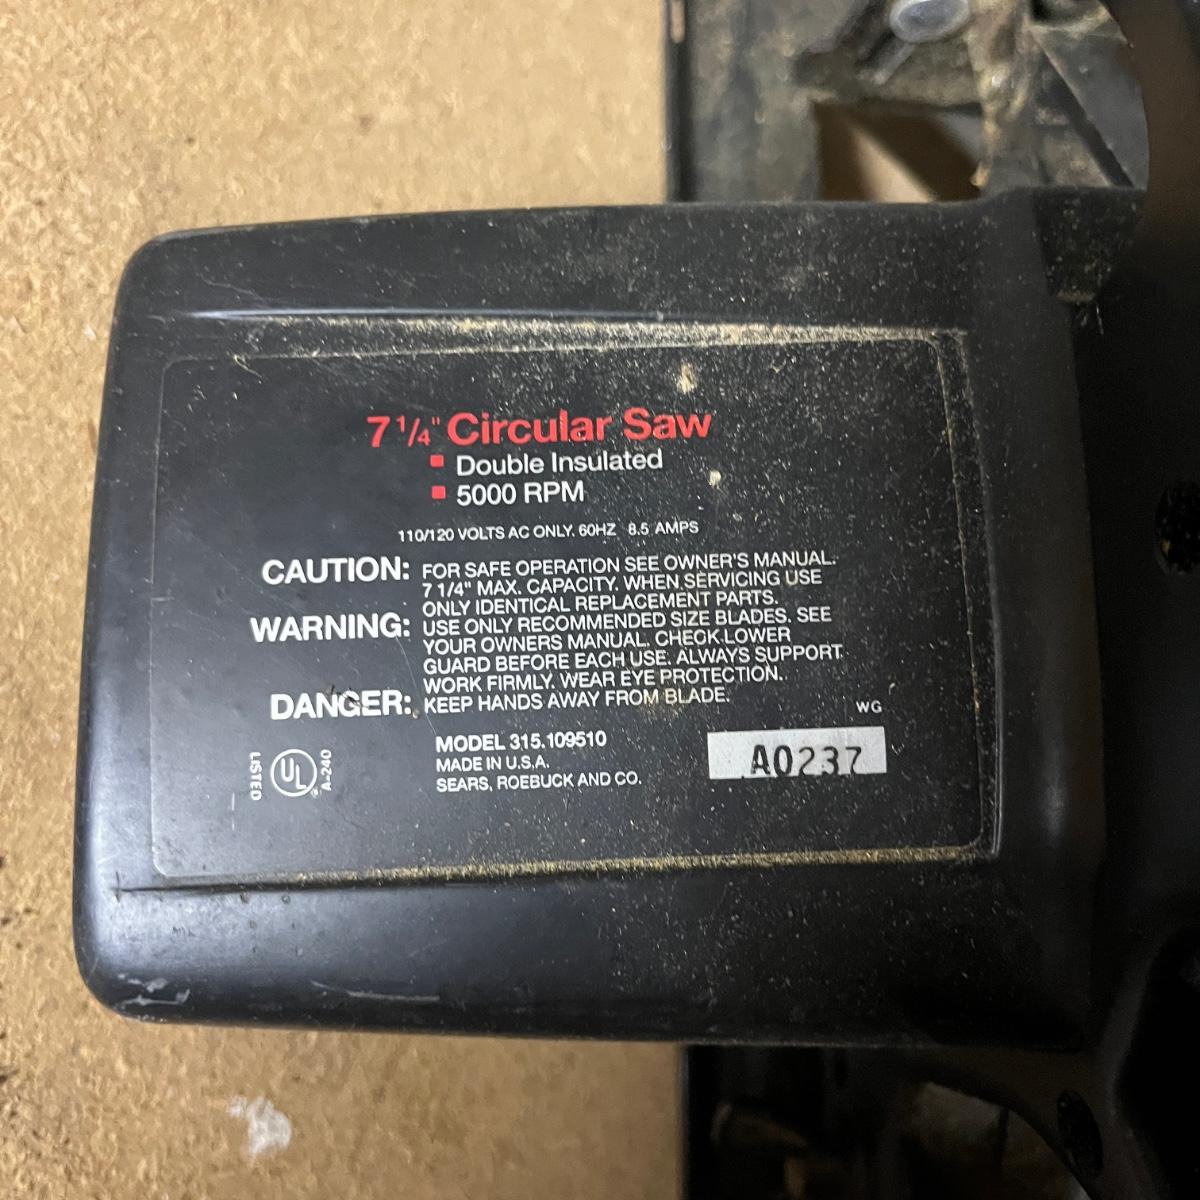 7 1/4" Circular Saw
Double Insulated
5000 RPM
110/120 VOLTS AC ONLY. 60HZ 8.5 AMPS
CAUTION: FOR SAFE OPERATION SEE OWNER'S MANUAL.
7 1/4" MAX. CAPACITY. WHEN SERVICING USE
ONLY IDENTICAL REPLACEMENT PARTS.
WARNING: USE ONLY RECOMMENDED SIZE BLADES. SEE
YOUR OWNERS MANUAL. CHECK LOWER
GUARD BEFORE EACH USE. ALWAYS SUPPORT
WORK FIRMLY. WEAR EYE PROTECTION.
DANGER: KEEP HANDS AWAY FROM BLADE.
WG
MODEL 315.109510
MADE IN U.S.A.
SEARS, ROEBUCK AND CO.
A0237
LISTED
UL
A-240